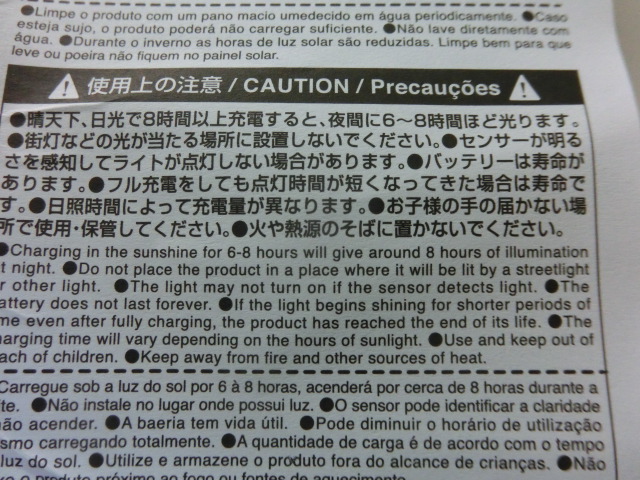 ●Limpe o produto com um pano macio umedecido em água periodicamente. ●Caso
esteja sujo, o produto poderá não carregar suficiente. ●Não lave diretamente com
água. ●Durante o inverno as horas de luz solar são reduzidas. Limpe bem para que
leve ou poeira não fiquem no painel solar.
使用上の注意 / CAUTION / Precauções
●晴天下、日光で8時間以上充電すると、夜間に6〜8時間ほど光ります。
●街灯などの光が当たる場所に設置しないでください。●センサーが明る
さを感知してライトが点灯しない場合があります。●バッテリーは寿命が
あります。●フル充電をしても点灯時間が短くなってきた場合は寿命で
す。●日照時間によって充電量が異なります。●お子様の手の届かない場
所で使用・保管してください。●火や熱源のそばに置かないでください。
●Charging in the sunshine for 6-8 hours will give around 8 hours of illumination
at night. ●Do not place the product in a place where it will be lit by a streetlight
or other light. ●The light may not turn on if the sensor detects light. ●The
battery does not last forever. ●If the light begins shining for shorter periods of
me even after fully charging, the product has reached the end of its life. ●The
harging time will vary depending on the hours of sunlight. ●Use and keep out of
each of children. ●Keep away from fire and other sources of heat.
Carregue sob a luz do sol por 6 à 8 horas, acenderá por cerca de 8 horas durante a
ite. ●Não instale no lugar onde possui luz. ●O sensor pode identificar a claridade
não acender. ●A baeria tem vida útil. ●Pode diminuir o horário de utilização
esmo carregando totalmente. ●A quantidade de carga é de acordo com o tempo
luz do sol. ●Utilize e armazene o produto fora do alcance de crianças. ●Não
o produto próximo ao fogo ou fontes de aquecimento.